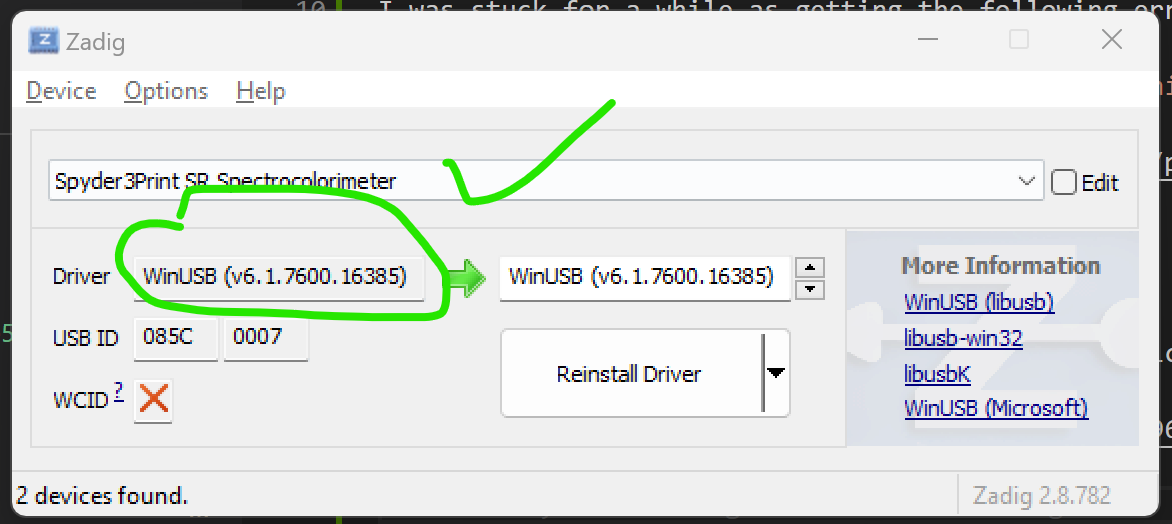 10 I was stuck for a while as getting the following err
Zadig
Device Options Help
Spyder3Print SR Spectrocolorimeter
Edit
Driver WinUSB (v6.1.7600.16385) WinUSB (v6.1.7600.16385)
USB ID 085C 0007
WCID ?
Reinstall Driver
More Information
WinUSB (libusb)
libusb-win32
libusbK
WinUSB (Microsoft)
2 devices found.
Zadig 2.8.782